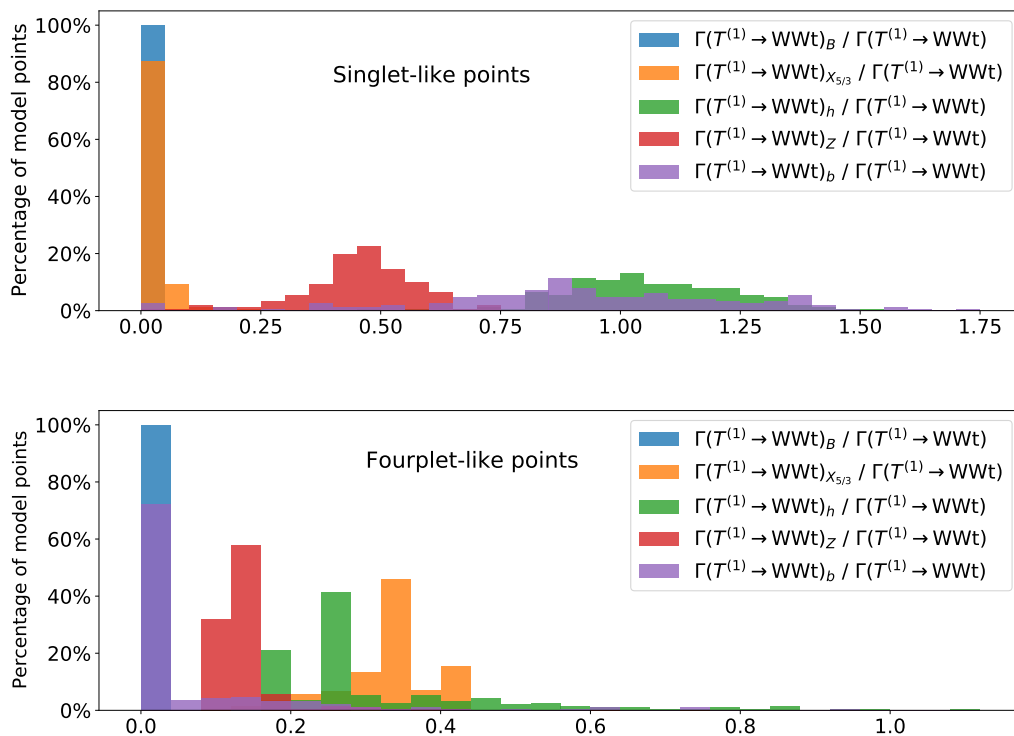 100%
80%
60%
40%
20%
0%
Percentage of model points
Singlet-like points
Γ(T⁽¹⁾→WWt)_B / Γ(T⁽¹⁾→WWt)
Γ(T⁽¹⁾→WWt)_{X_{5/3}} / Γ(T⁽¹⁾→WWt)
Γ(T⁽¹⁾→WWt)_h / Γ(T⁽¹⁾→WWt)
Γ(T⁽¹⁾→WWt)_Z / Γ(T⁽¹⁾→WWt)
Γ(T⁽¹⁾→WWt)_b / Γ(T⁽¹⁾→WWt)
0.00 0.25 0.50 0.75 1.00 1.25 1.50 1.75
100%
80%
60%
40%
20%
0%
Percentage of model points
Fourplet-like points
Γ(T⁽¹⁾→WWt)_B / Γ(T⁽¹⁾→WWt)
Γ(T⁽¹⁾→WWt)_{X_{5/3}} / Γ(T⁽¹⁾→WWt)
Γ(T⁽¹⁾→WWt)_h / Γ(T⁽¹⁾→WWt)
Γ(T⁽¹⁾→WWt)_Z / Γ(T⁽¹⁾→WWt)
Γ(T⁽¹⁾→WWt)_b / Γ(T⁽¹⁾→WWt)
0.0 0.2 0.4 0.6 0.8 1.0